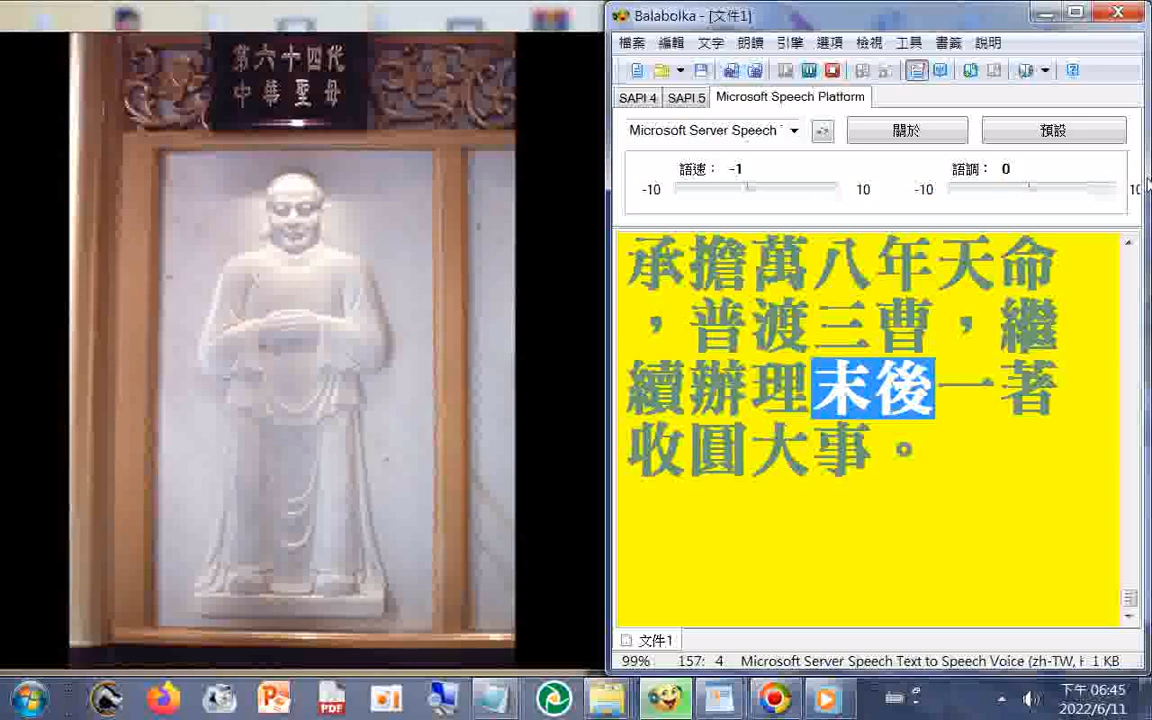 第六十四代
中華聖母
Balabolka - [文件1]
檔案 編輯 文字 朗讀 引擎 選項 檢視 工具 書籤 說明
SAPI 4 SAPI 5 Microsoft Speech Platform
Microsoft Server Speech
關於
預設
語速： -1
語調： 0
-10 10 -10 10
承擔萬八年天命
，普渡三曹，繼
續辦理末後一著
收圓大事。
文件1
99% 157: 4 Microsoft Server Speech Text to Speech Voice (zh-TW, 1 KB
PDF
下午 06:45
2022/6/11